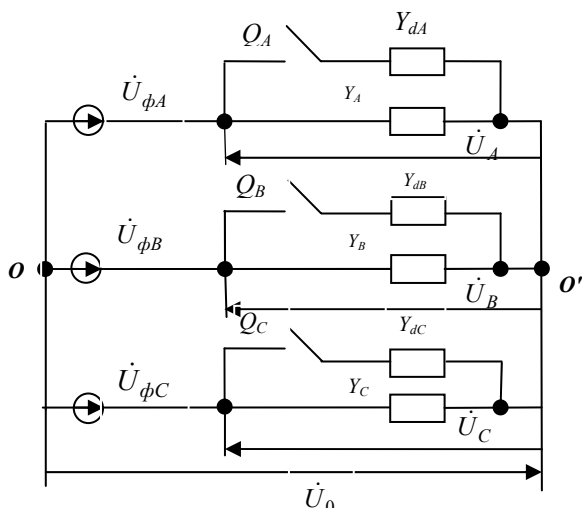 Q_A Y_dA
U̇_фA Y_A
U̇_A
Q_B Y_dB
U̇_фB Y_B
O U̇_B O'
Q_C Y_dC
U̇_фC Y_C
U̇_C
U̇_0